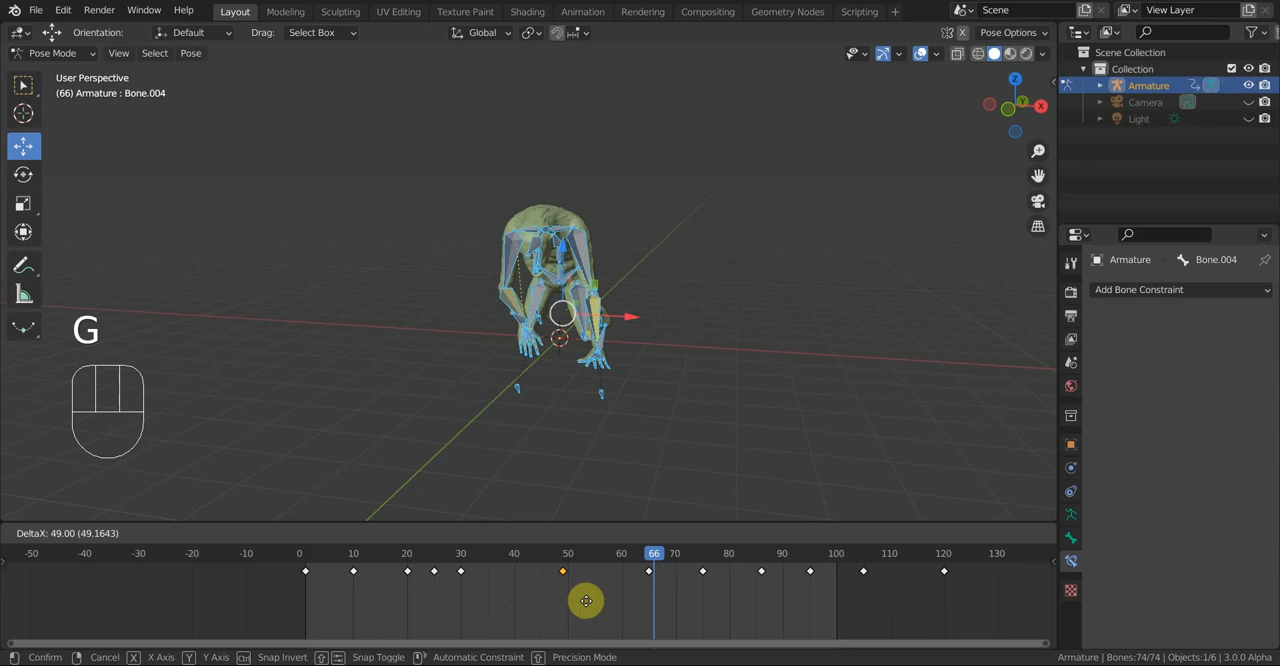 File Edit Render Window Help Layout Modeling Sculpting UV Editing Texture Paint Shading Animation Rendering Compositing Geometry Nodes Scripting + Scene View Layer
Orientation: Default Drag: Select Box Global X Pose Options
Pose Mode View Select Pose
User Perspective
(66) Armature : Bone.004
Z
Y
X
G
Scene Collection
Collection
Armature
Camera
Light
Armature Bone.004
Add Bone Constraint
DeltaX: 49.00 (49.1643)
-50 -40 -30 -20 -10 0 10 20 30 40 50 60 66 70 80 90 100 110 120 130
Confirm Cancel X X Axis Y Y Axis Ctrl Snap Invert Snap Toggle Automatic Constraint Precision Mode Armature | Bones:74/74 | Objects:1/6 | 3.0.0 Alpha